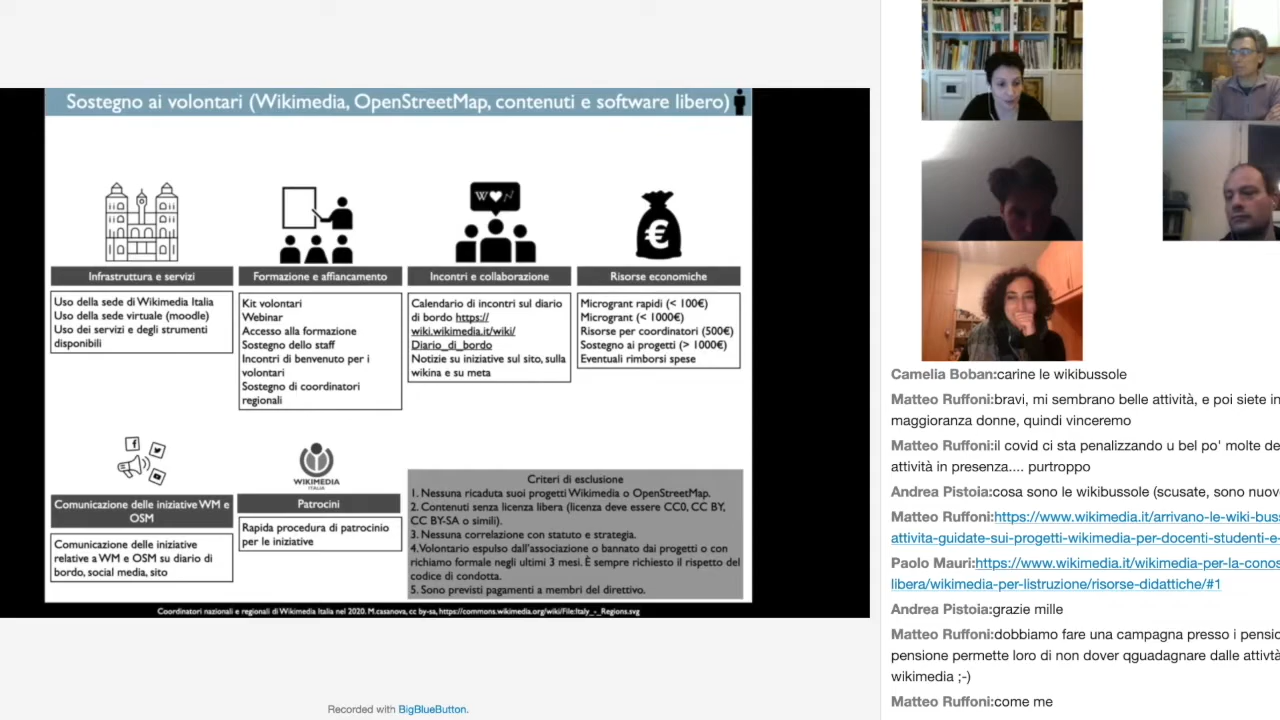 Sostegno ai volontari (Wikimedia, OpenStreetMap, contenuti e software libero)
Infrastruttura e servizi
Uso della sede di Wikimedia Italia
Uso della sede virtuale (moodle)
Uso dei servizi e degli strumenti
disponibili
Formazione e affiancamento
Kit volontari
Webinar
Accesso alla formazione
Sostegno dello staff
Incontri di benvenuto per i
volontari
Sostegno di coordinatori
regionali
W
Incontri e collaborazione
Calendario di incontri sul diario
di bordo https://
wiki.wikimedia.it/wiki/
Diario_di_bordo
Notizie su iniziative sul sito, sulla
wikina e su meta
€
Risorse economiche
Microgrant rapidi (< 100€)
Microgrant (< 1000€)
Risorse per coordinatori (500€)
Sostegno ai progetti (> 1000€)
Eventuali rimborsi spese
Comunicazione delle iniziative WM e
OSM
Comunicazione delle iniziative
relative a WM e OSM su diario di
bordo, social media, sito
WIKIMEDIA
ITALIA
Patrocini
Rapida procedura di patrocinio
per le iniziative
Criteri di esclusione
1. Nessuna ricaduta suoi progetti Wikimedia o OpenStreetMap.
2. Contenuti senza licenza libera (licenza deve essere CC0, CC BY,
CC BY-SA o simili).
3. Nessuna correlazione con statuto e strategia.
4. Volontario espulso dall'associazione o bannato dai progetti o con
richiamo formale negli ultimi 3 mesi. È sempre richiesto il rispetto del
codice di condotta.
5. Sono previsti pagamenti a membri del direttivo.
Coordinatori nazionali e regionali di Wikimedia Italia nel 2020. M.casanova, cc by-sa, https://commons.wikimedia.org/wiki/File:Italy_-_Regions.svg
Recorded with BigBlueButton.
Camelia Boban:carine le wikibussole
Matteo Ruffoni:bravi, mi sembrano belle attività, e poi siete in
maggioranza donne, quindi vinceremo
Matteo Ruffoni:il covid ci sta penalizzando u bel po' molte de
attività in presenza.... purtroppo
Andrea Pistoia:cosa sono le wikibussole (scusate, sono nuov
Matteo Ruffoni:https://www.wikimedia.it/arrivano-le-wiki-bus
attivita-guidate-sui-progetti-wikimedia-per-docenti-studenti-e-
Paolo Mauri:https://www.wikimedia.it/wikimedia-per-la-conos
libera/wikimedia-per-listruzione/risorse-didattiche/#1
Andrea Pistoia:grazie mille
Matteo Ruffoni:dobbiamo fare una campagna presso i pensio
pensione permette loro di non dover qguadagnare dalle attivtà
wikimedia ;-)
Matteo Ruffoni:come me